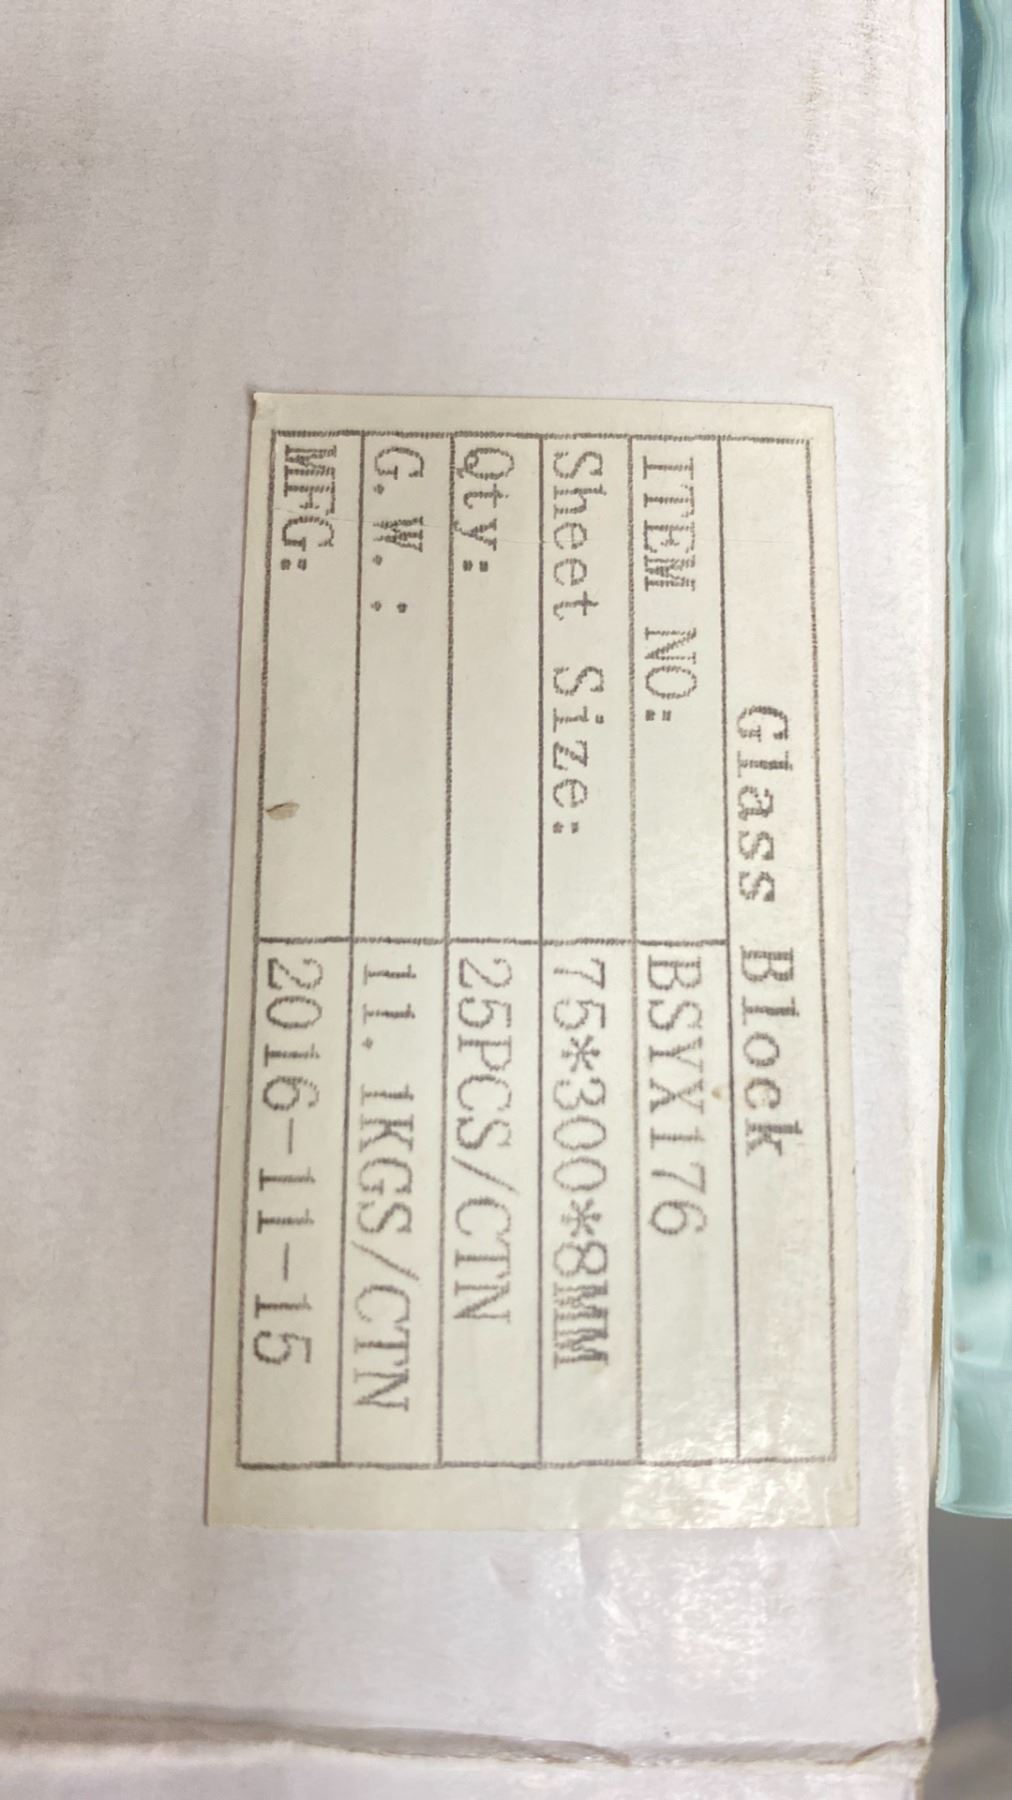 Glass Block
ITEM NO: BSYX176
Sheet Size: 75*300*8MM
Qty: 25PCS/CTN
G.W.: 11.1KGS/CTN
MFG: 2016-11-15